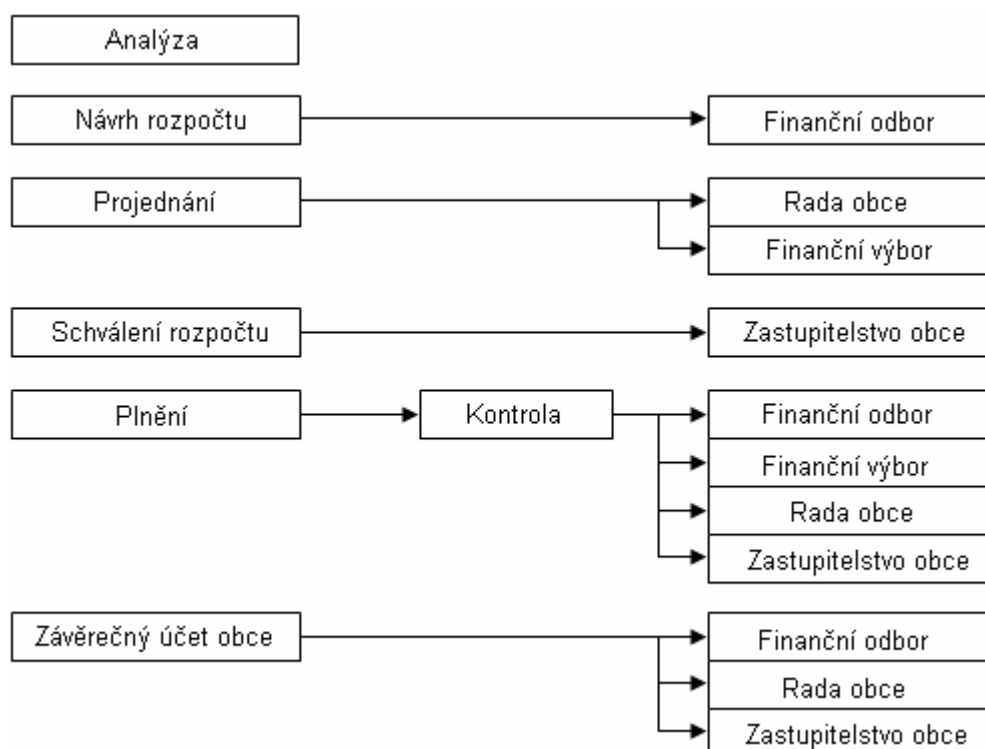 Analýza
Návrh rozpočtu
Finanční odbor
Projednání
Rada obce
Finanční výbor
Schválení rozpočtu
Zastupitelstvo obce
Plnění
Kontrola
Finanční odbor
Finanční výbor
Rada obce
Zastupitelstvo obce
Závěrečný účet obce
Finanční odbor
Rada obce
Zastupitelstvo obce